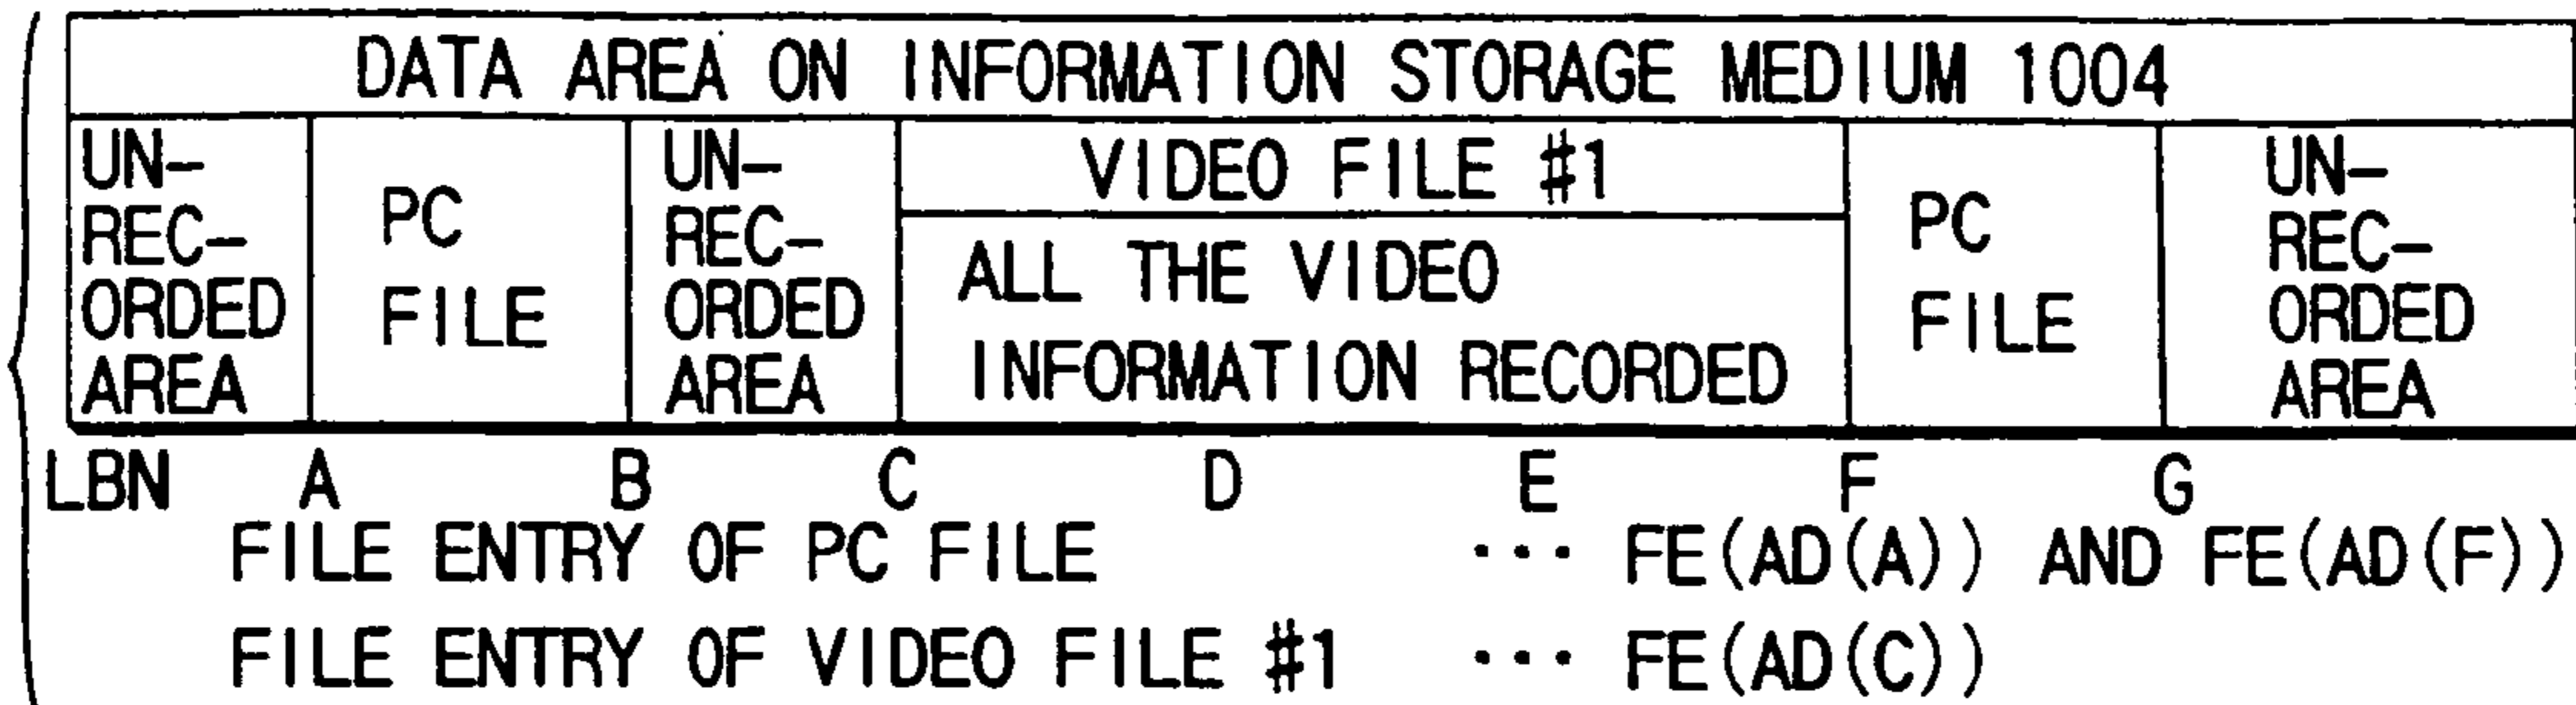 DATA AREA ON INFORMATION STORAGE MEDIUM 1004
UN-
REC-
ORDED
AREA
PC
FILE
UN-
REC-
ORDED
AREA
VIDEO FILE #1
ALL THE VIDEO
INFORMATION RECORDED
PC
FILE
UN-
REC-
ORDED
AREA
LBN A B C D E F G
FILE ENTRY OF PC FILE ··· FE(AD(A)) AND FE(AD(F))
FILE ENTRY OF VIDEO FILE #1 ··· FE(AD(C))